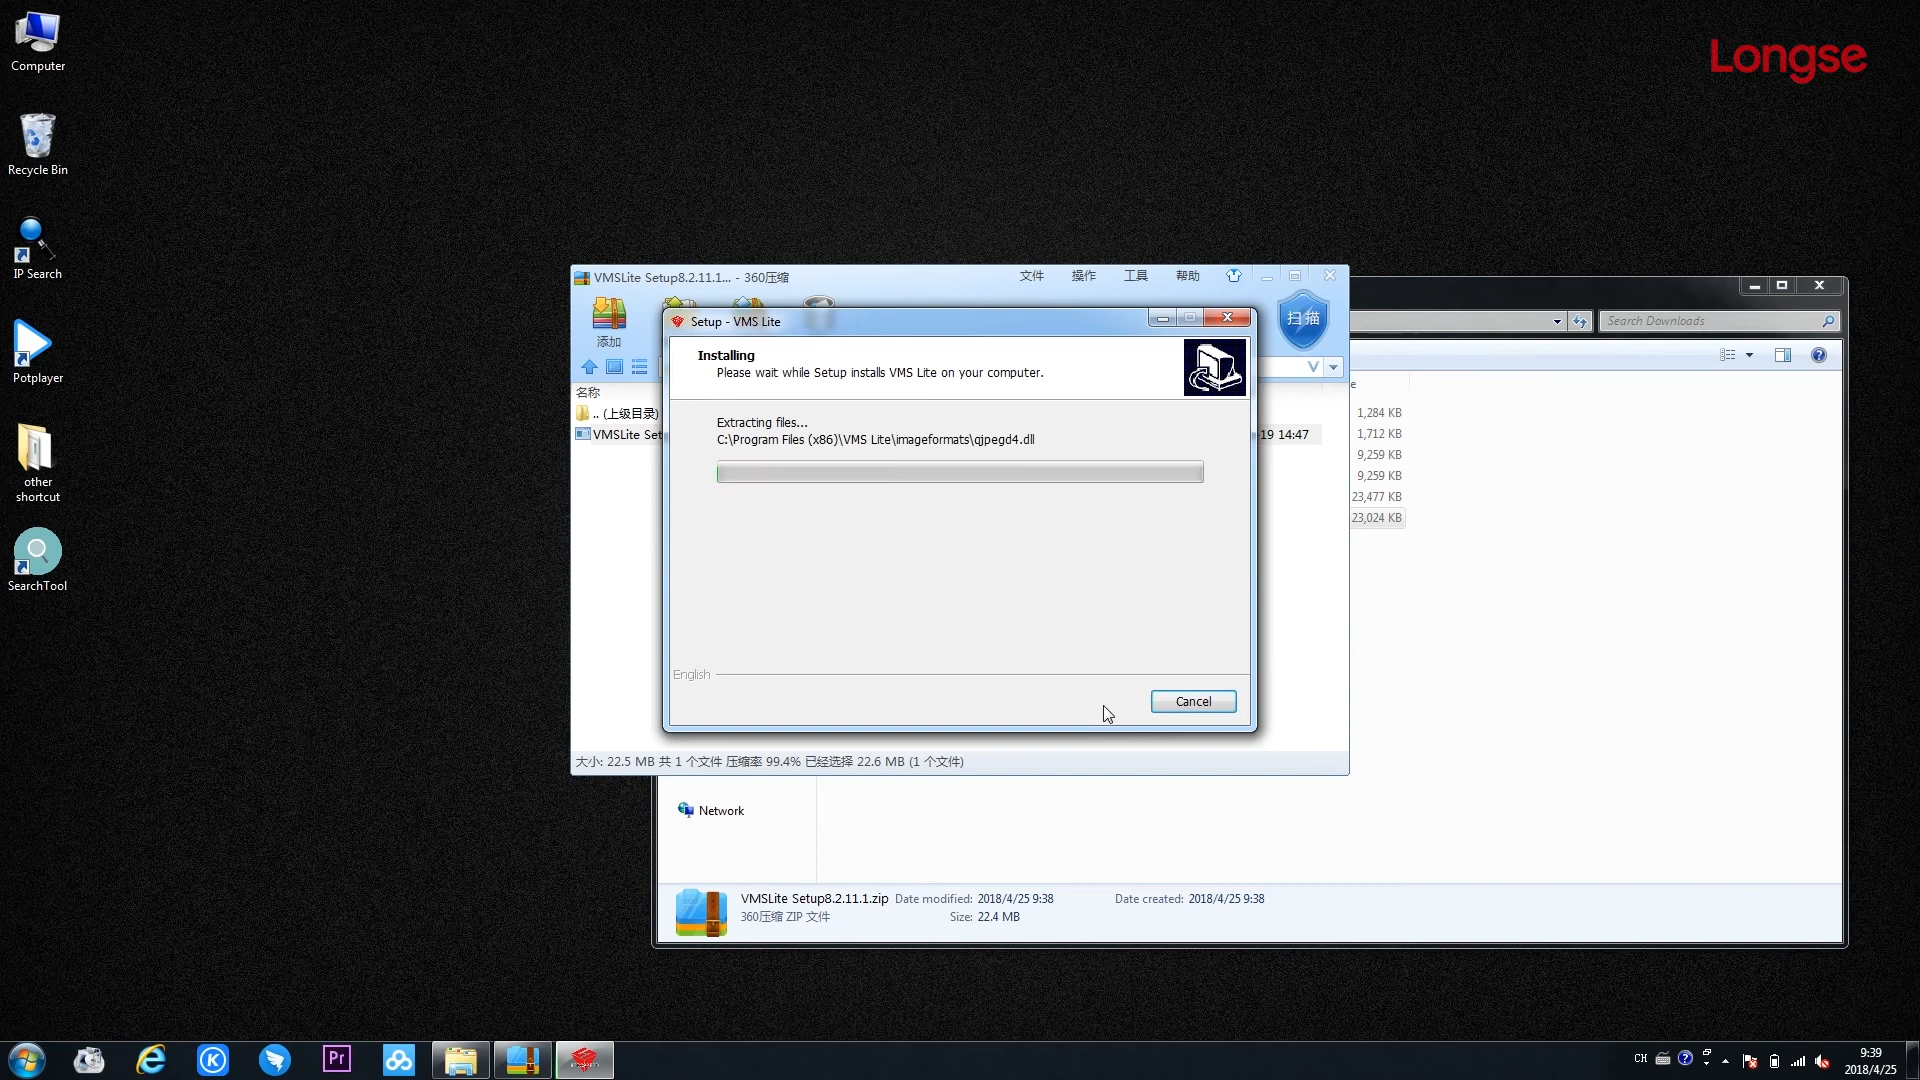 Longse
Computer
Recycle Bin
IP Search
Potplayer
other
shortcut
SearchTool
VMSLite Setup8.2.11.1... - 360压缩
文件 操作 工具 帮助
添加
扫描
名称
.. (上级目录)
VMSLite Set
19 14:47
大小: 22.5 MB 共 1 个文件 压缩率 99.4% 已经选择 22.6 MB (1 个文件)
Setup - VMS Lite
Installing
Please wait while Setup installs VMS Lite on your computer.
Extracting files...
C:\Program Files (x86)\VMS Lite\imageformats\qjpegd4.dll
English
Cancel
Search Downloads
e
1,284 KB
1,712 KB
9,259 KB
9,259 KB
23,477 KB
23,024 KB
Network
VMSLite Setup8.2.11.1.zip Date modified: 2018/4/25 9:38 Date created: 2018/4/25 9:38
360压缩 ZIP 文件 Size: 22.4 MB
Pr
CH
9:39
2018/4/25